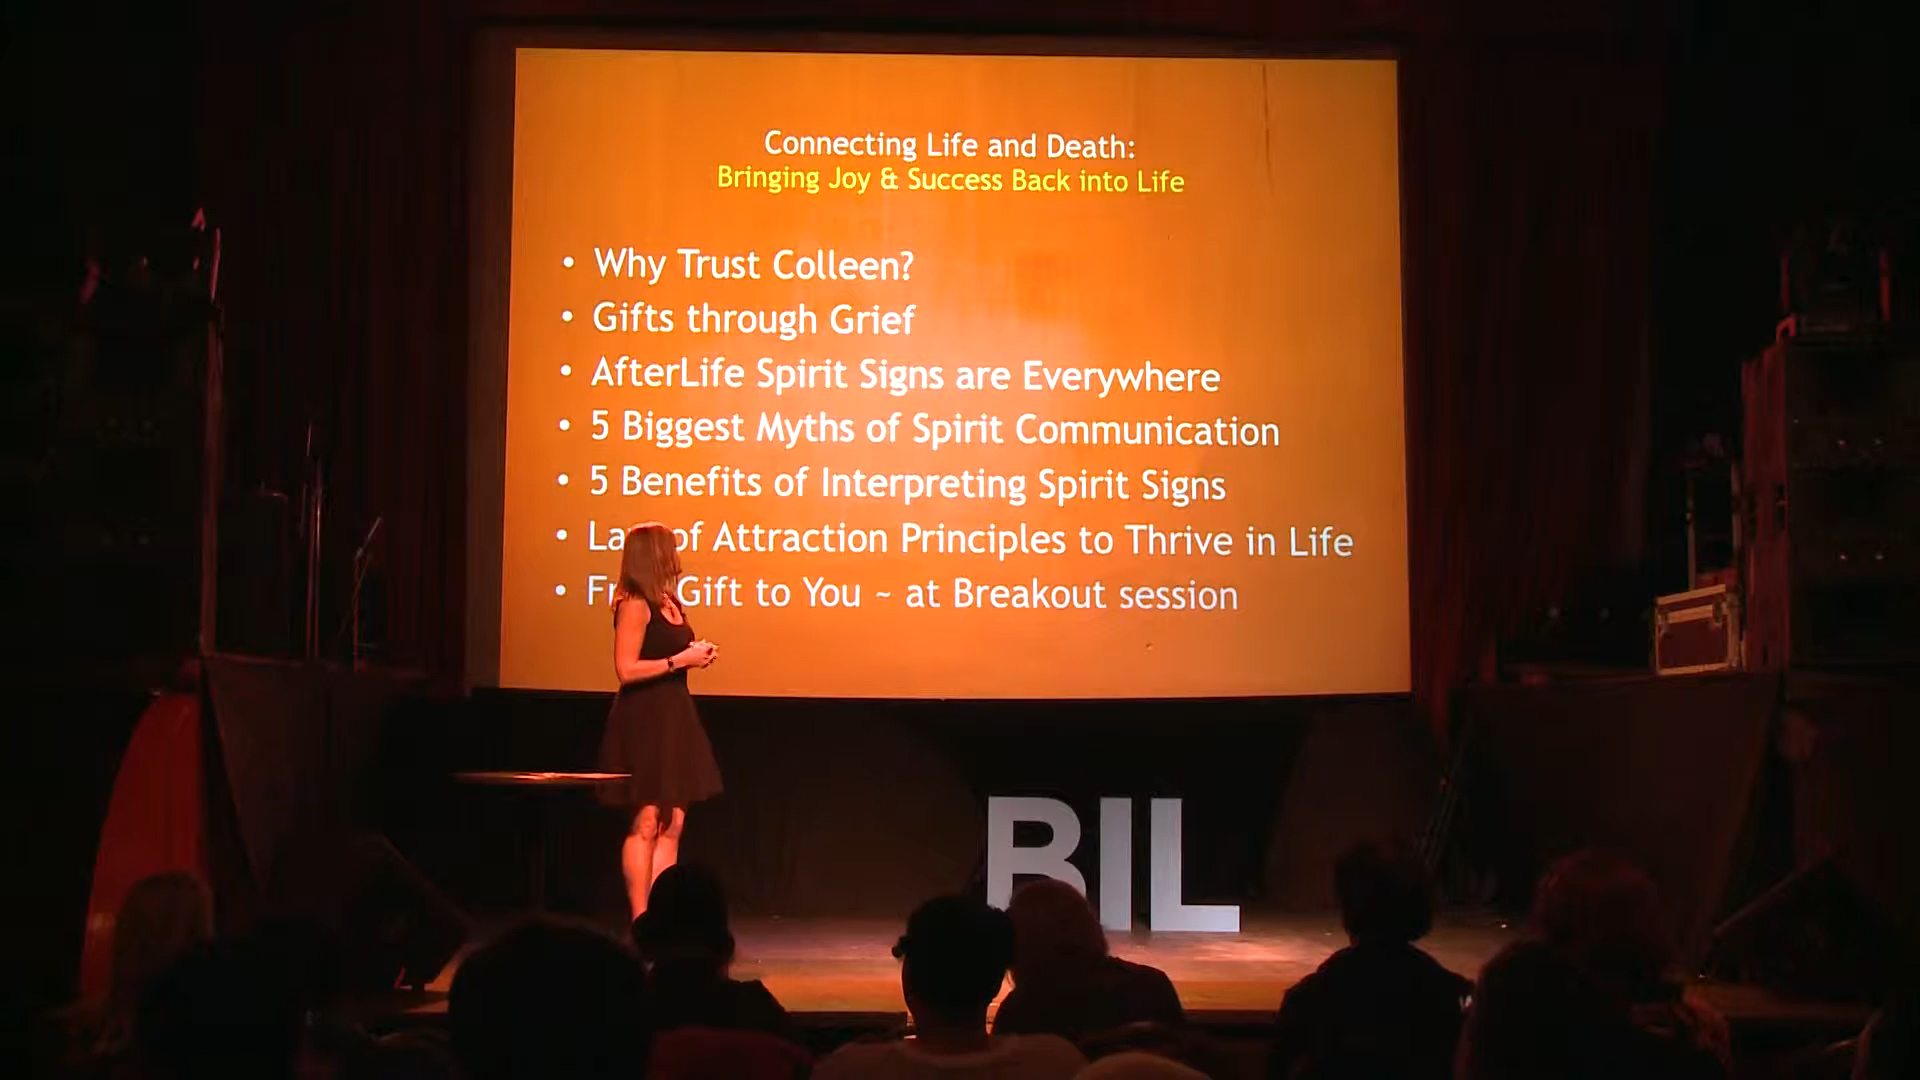 Connecting Life and Death:
Bringing Joy & Success Back into Life
• Why Trust Colleen?
• Gifts through Grief
• AfterLife Spirit Signs are Everywhere
• 5 Biggest Myths of Spirit Communication
• 5 Benefits of Interpreting Spirit Signs
• of Attraction Principles to Thrive in Life
• Gift to You ~ at Breakout session
BIL